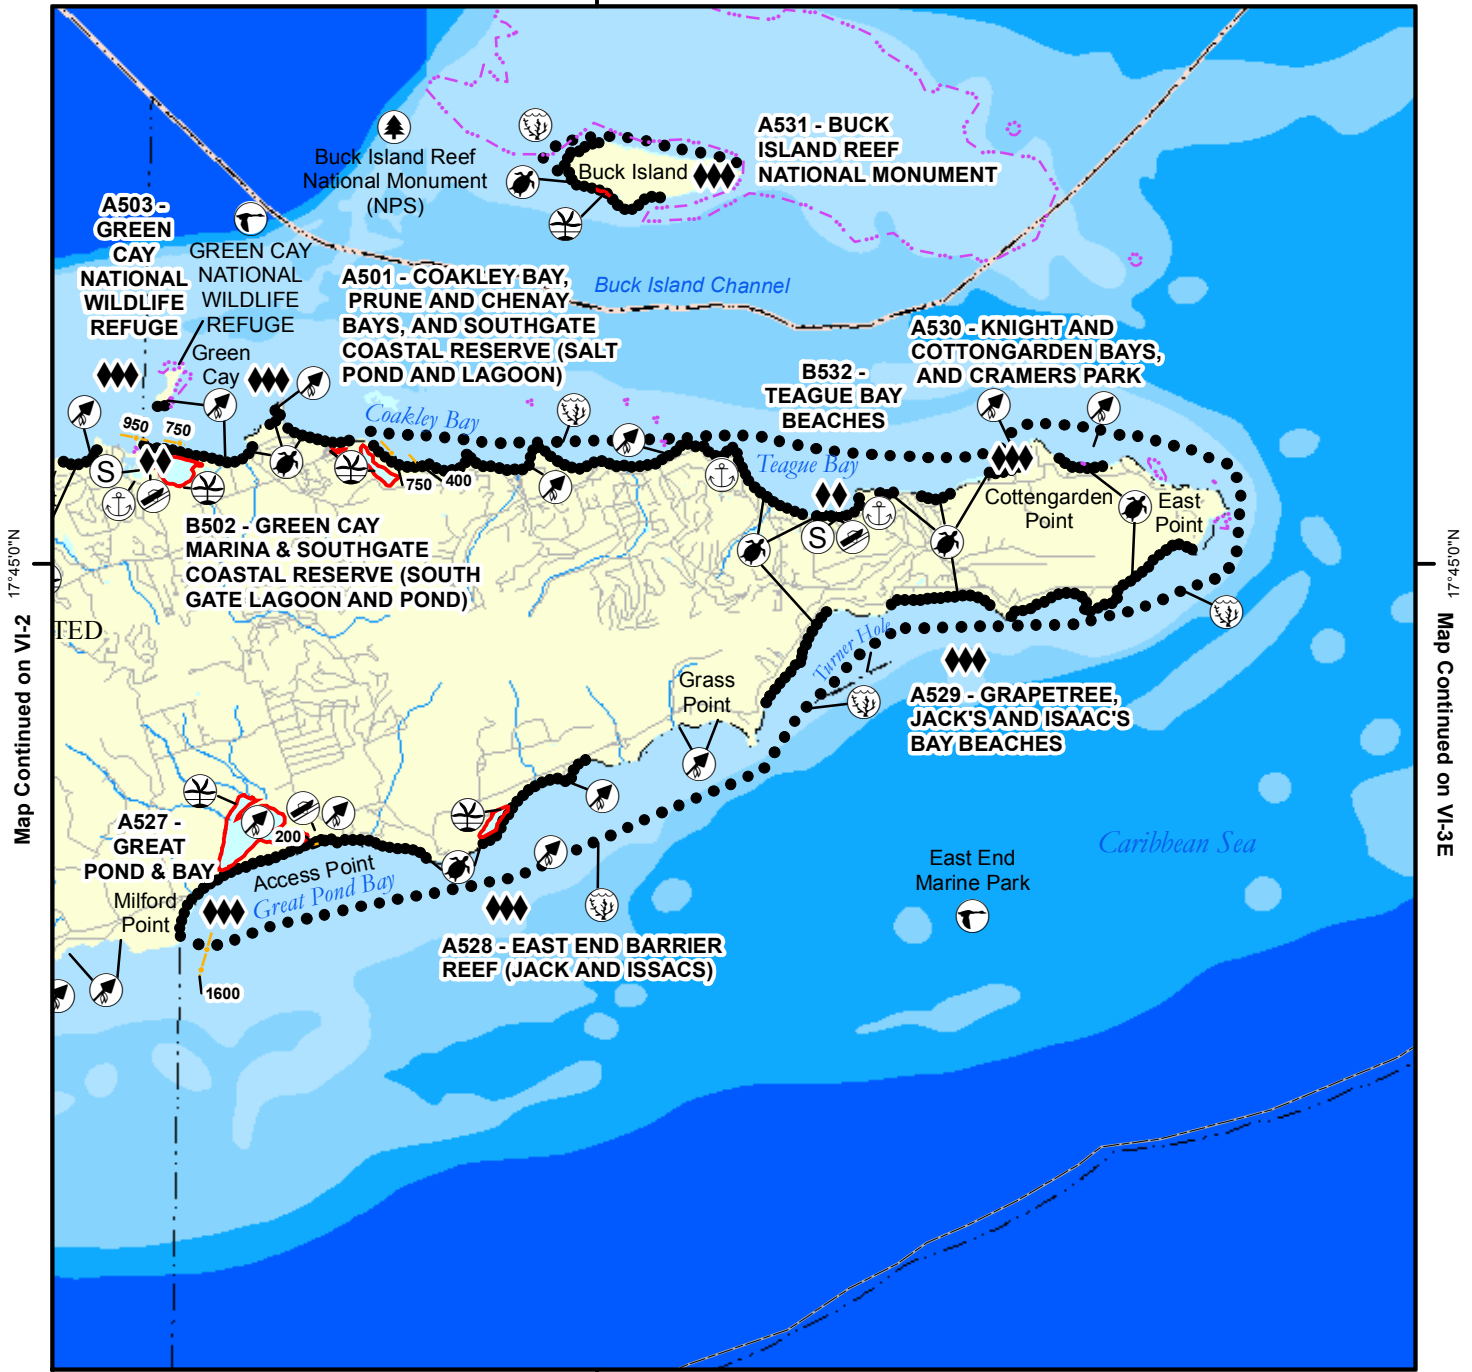 A531 - BUCK
ISLAND REEF
NATIONAL MONUMENT
Buck Island Reef
National Monument
(NPS)
Buck Island
A503 -
GREEN
CAY
NATIONAL
WILDLIFE
REFUGE
GREEN CAY
NATIONAL
WILDLIFE
REFUGE
Green
Cay
A501 - COAKLEY BAY,
PRUNE AND CHENAY
BAYS, AND SOUTHGATE
COASTAL RESERVE (SALT
POND AND LAGOON)
Buck Island Channel
A530 - KNIGHT AND
COTTONGARDEN BAYS,
AND CRAMERS PARK
B532 -
TEAGUE BAY
BEACHES
Coakley Bay
950
750
S
750
400
Teague Bay
S
Cottengarden
Point
East
Point
B502 - GREEN CAY
MARINA & SOUTHGATE
COASTAL RESERVE (SOUTH
GATE LAGOON AND POND)
17°45'0"N
17°45'0"N
Map Continued on VI-2
Map Continued on VI-3E
TED
Turner Hole
Grass
Point
A529 - GRAPETREE,
JACK'S AND ISAAC'S
BAY BEACHES
A527 -
GREAT
POND & BAY
200
Access Point
Great Pond Bay
Milford
Point
Caribbean Sea
East End
Marine Park
A528 - EAST END BARRIER
REEF (JACK AND ISSACS)
1600